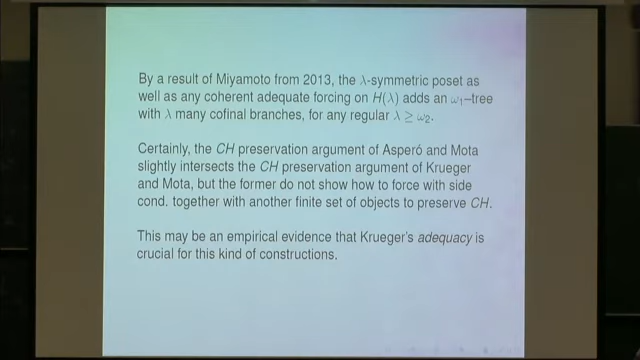 By a result of Miyamoto from 2013, the λ-symmetric poset as
well as any coherent adequate forcing on H(λ) adds an ω₁–tree
with λ many cofinal branches, for any regular λ ≥ ω₂.
Certainly, the CH preservation argument of Asperó and Mota
slightly intersects the CH preservation argument of Krueger
and Mota, but the former do not show how to force with side
cond. together with another finite set of objects to preserve CH.
This may be an empirical evidence that Krueger's adequacy is
crucial for this kind of constructions.